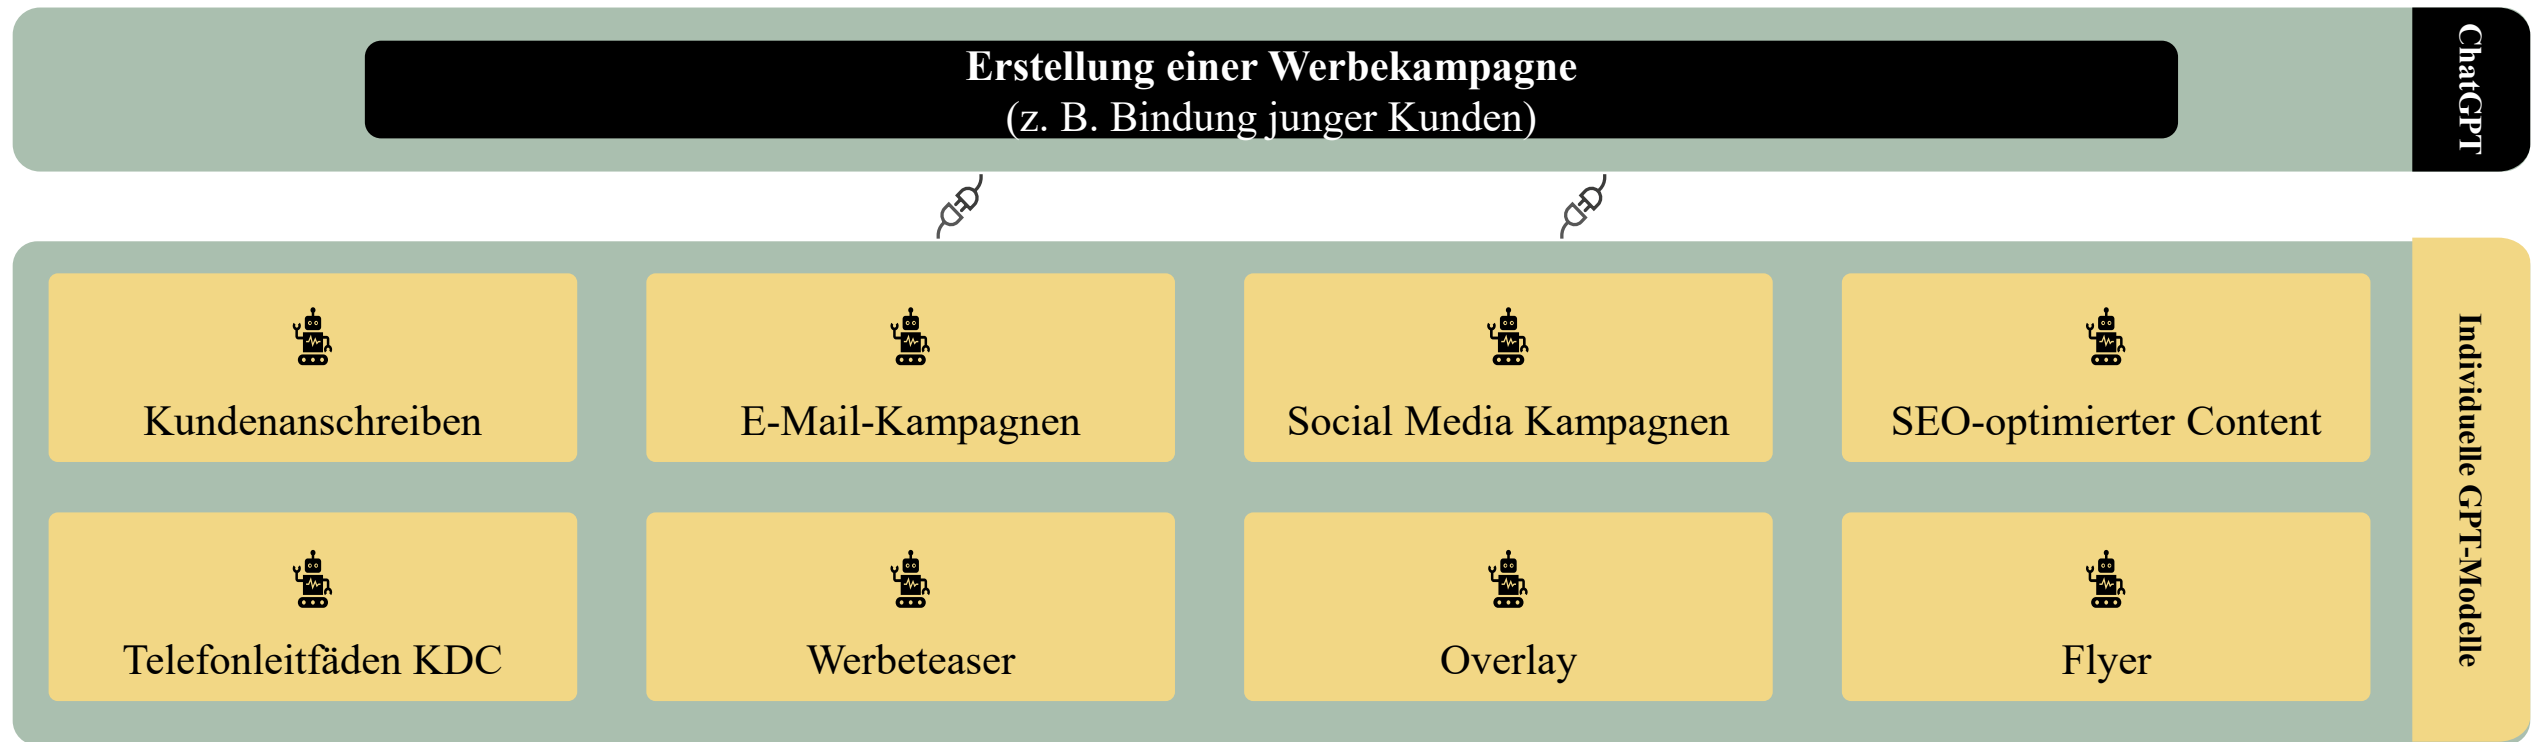 Erstellung einer Werbekampagne
(z. B. Bindung junger Kunden)
ChatGPT
Kundenanschreiben
E-Mail-Kampagnen
Social Media Kampagnen
SEO-optimierter Content
Telefonleitfäden KDC
Werbeteaser
Overlay
Flyer
Individuelle GPT-Modelle